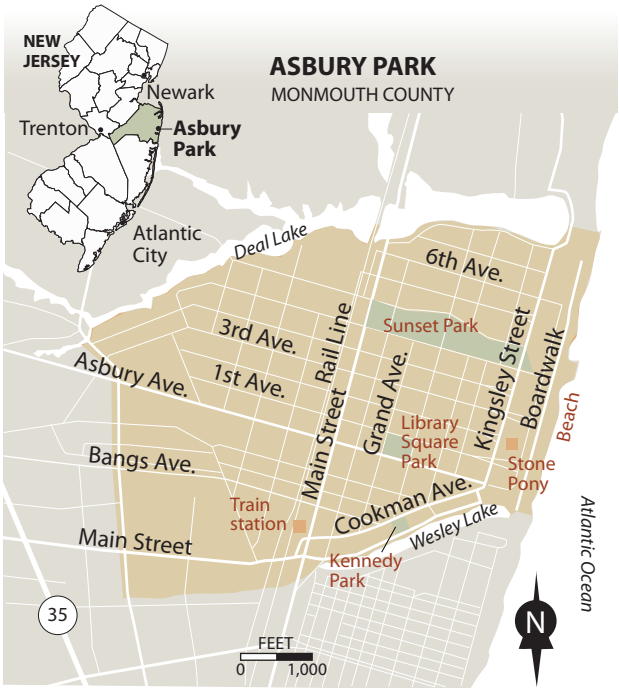 NEW
JERSEY
Newark
Trenton
Asbury
Park
Atlantic
City
ASBURY PARK
MONMOUTH COUNTY
Deal Lake
6th Ave.
Sunset Park
3rd Ave.
Rail Line
1st Ave.
Asbury Ave.
Grand Ave.
Kingsley Street
Boardwalk
Beach
Main Street
Library
Square
Park
Stone
Pony
Bangs Ave.
Train
station
Cookman Ave.
Wesley Lake
Main Street
Kennedy
Park
Atlantic Ocean
35
FEET
0 1,000
N